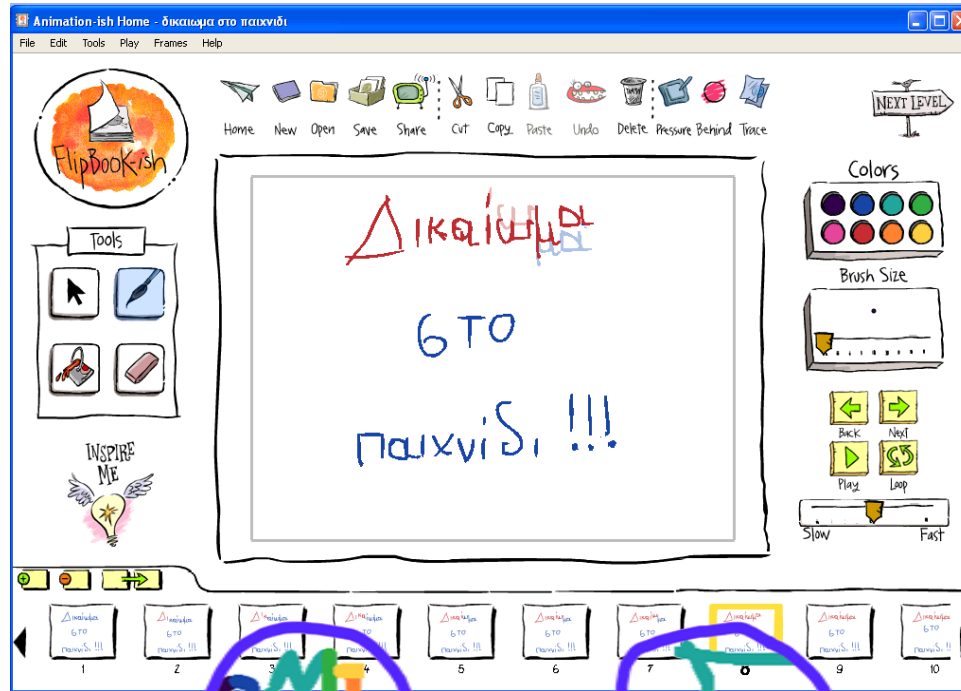 Animation-ish Home - δικαιωμα στο παιχνιδι
File Edit Tools Play Frames Help
FlipBook-ish
Home New Open Save Share Cut Copy Paste Undo Delete Pressure Behind Trace
NEXT LEVEL
Tools
Colors
Brush Size
Δικαίωμα
στο
παιχνίδι !!!
INSPIRE
ME
Back Next
Play Loop
Slow Fast
1 2 3 4 5 6 7 8 9 10